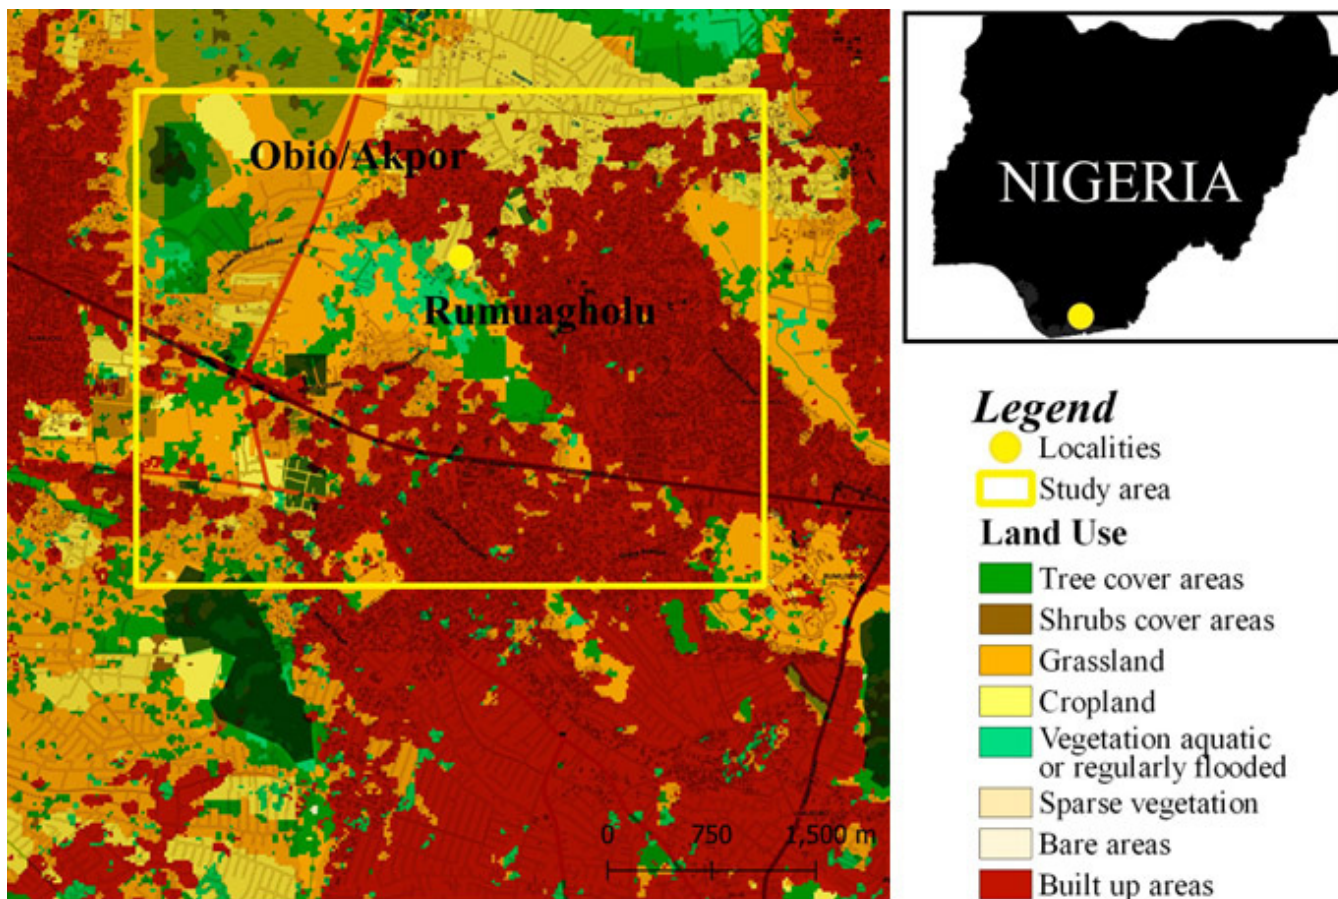 Obio/Akpor
Rumuagholu
0 750 1,500 m
NIGERIA
Legend
Localities
Study area
Land Use
Tree cover areas
Shrubs cover areas
Grassland
Cropland
Vegetation aquatic
or regularly flooded
Sparse vegetation
Bare areas
Built up areas